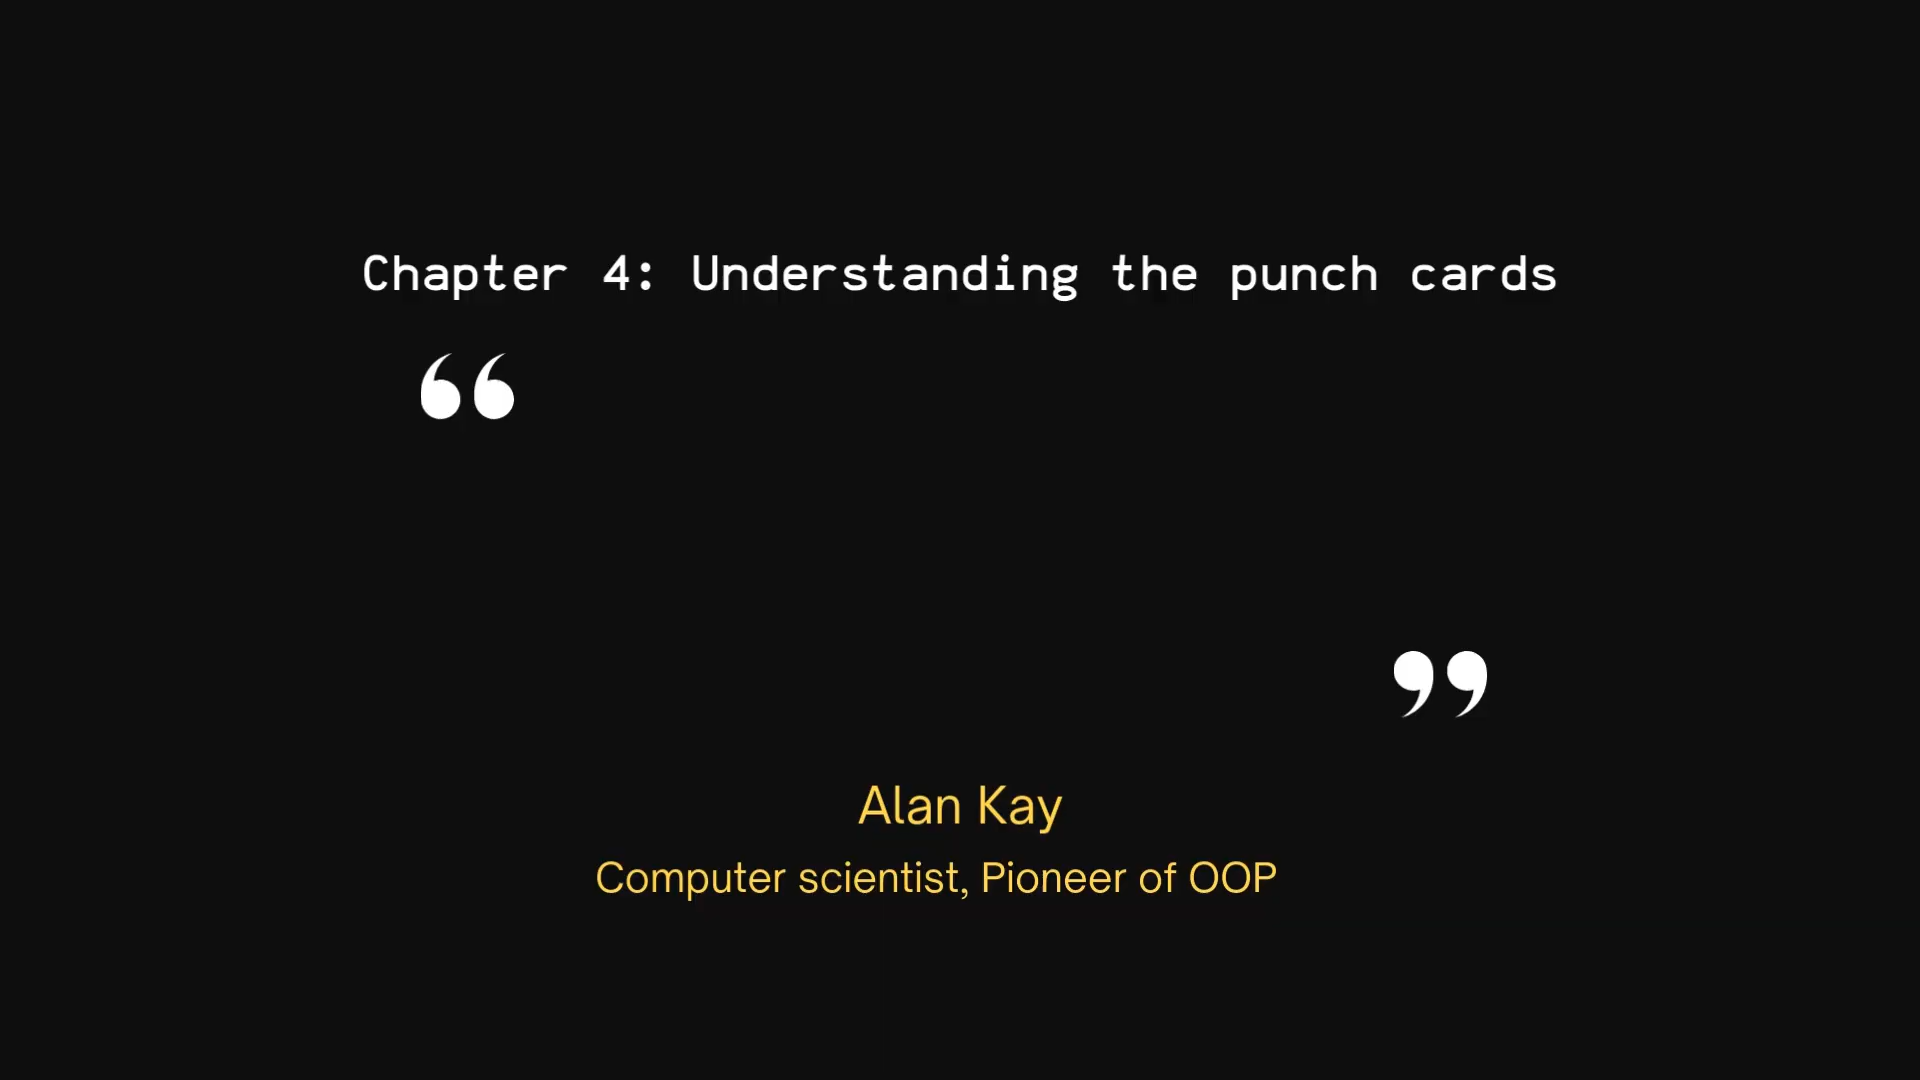 Chapter 4: Understanding the punch cards
“
”
Alan Kay
Computer scientist, Pioneer of OOP